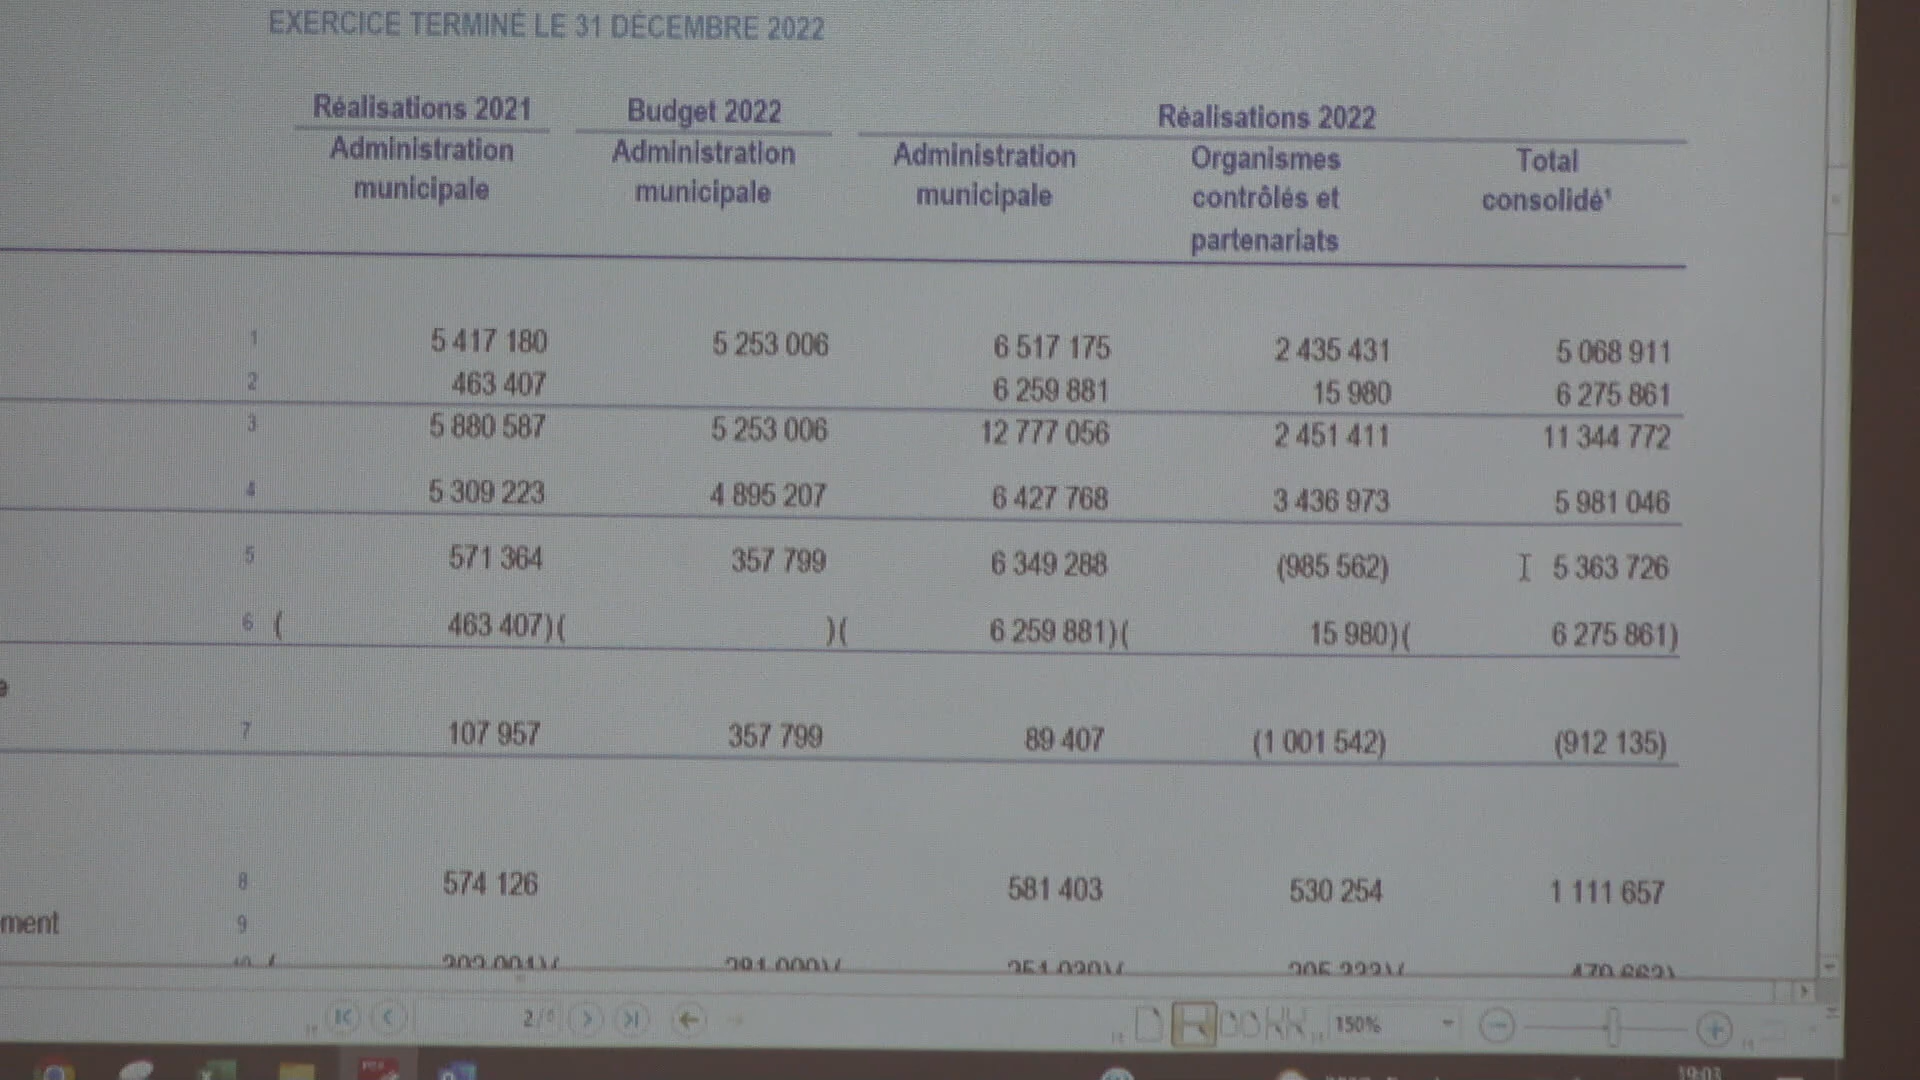 EXERCICE TERMINÉ LE 31 DÉCEMBRE 2022
Réalisations 2021 Budget 2022 Réalisations 2022
Administration municipale Administration municipale Administration municipale Organismes contrôlés et partenariats Total consolidé¹
1 5 417 180 5 253 006 6 517 175 2 435 431 5 068 911
2 463 407 6 259 881 15 980 6 275 861
3 5 880 587 5 253 006 12 777 056 2 451 411 11 344 772
4 5 309 223 4 895 207 6 427 768 3 436 973 5 981 046
5 571 364 357 799 6 349 288 (985 562) 5 363 726
6 ( 463 407)( )( 6 259 881)( 15 980)( 6 275 861)
e
7 107 957 357 799 89 407 (1 001 542) (912 135)
8 574 126 581 403 530 254 1 111 657
ment 9
2/6 150%
19:03